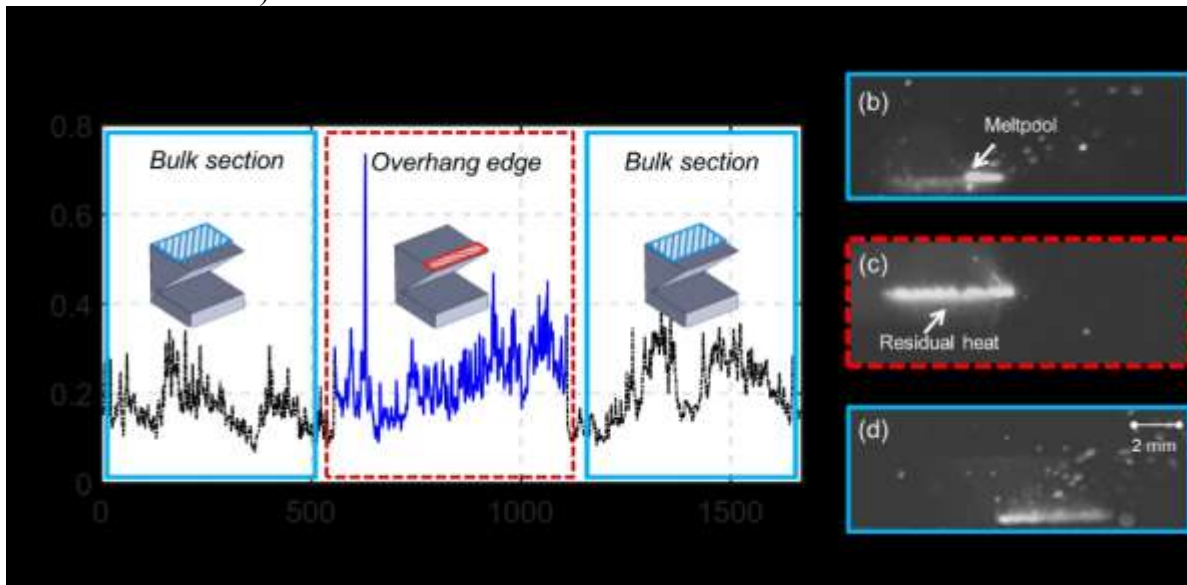 )
(b)
Meltpool
0.8
Bulk section
Overhang edge
Bulk section
0.6
(c)
Residual heat
0.4
0.2
(d)
2 mm
0
0
500
1000
1500